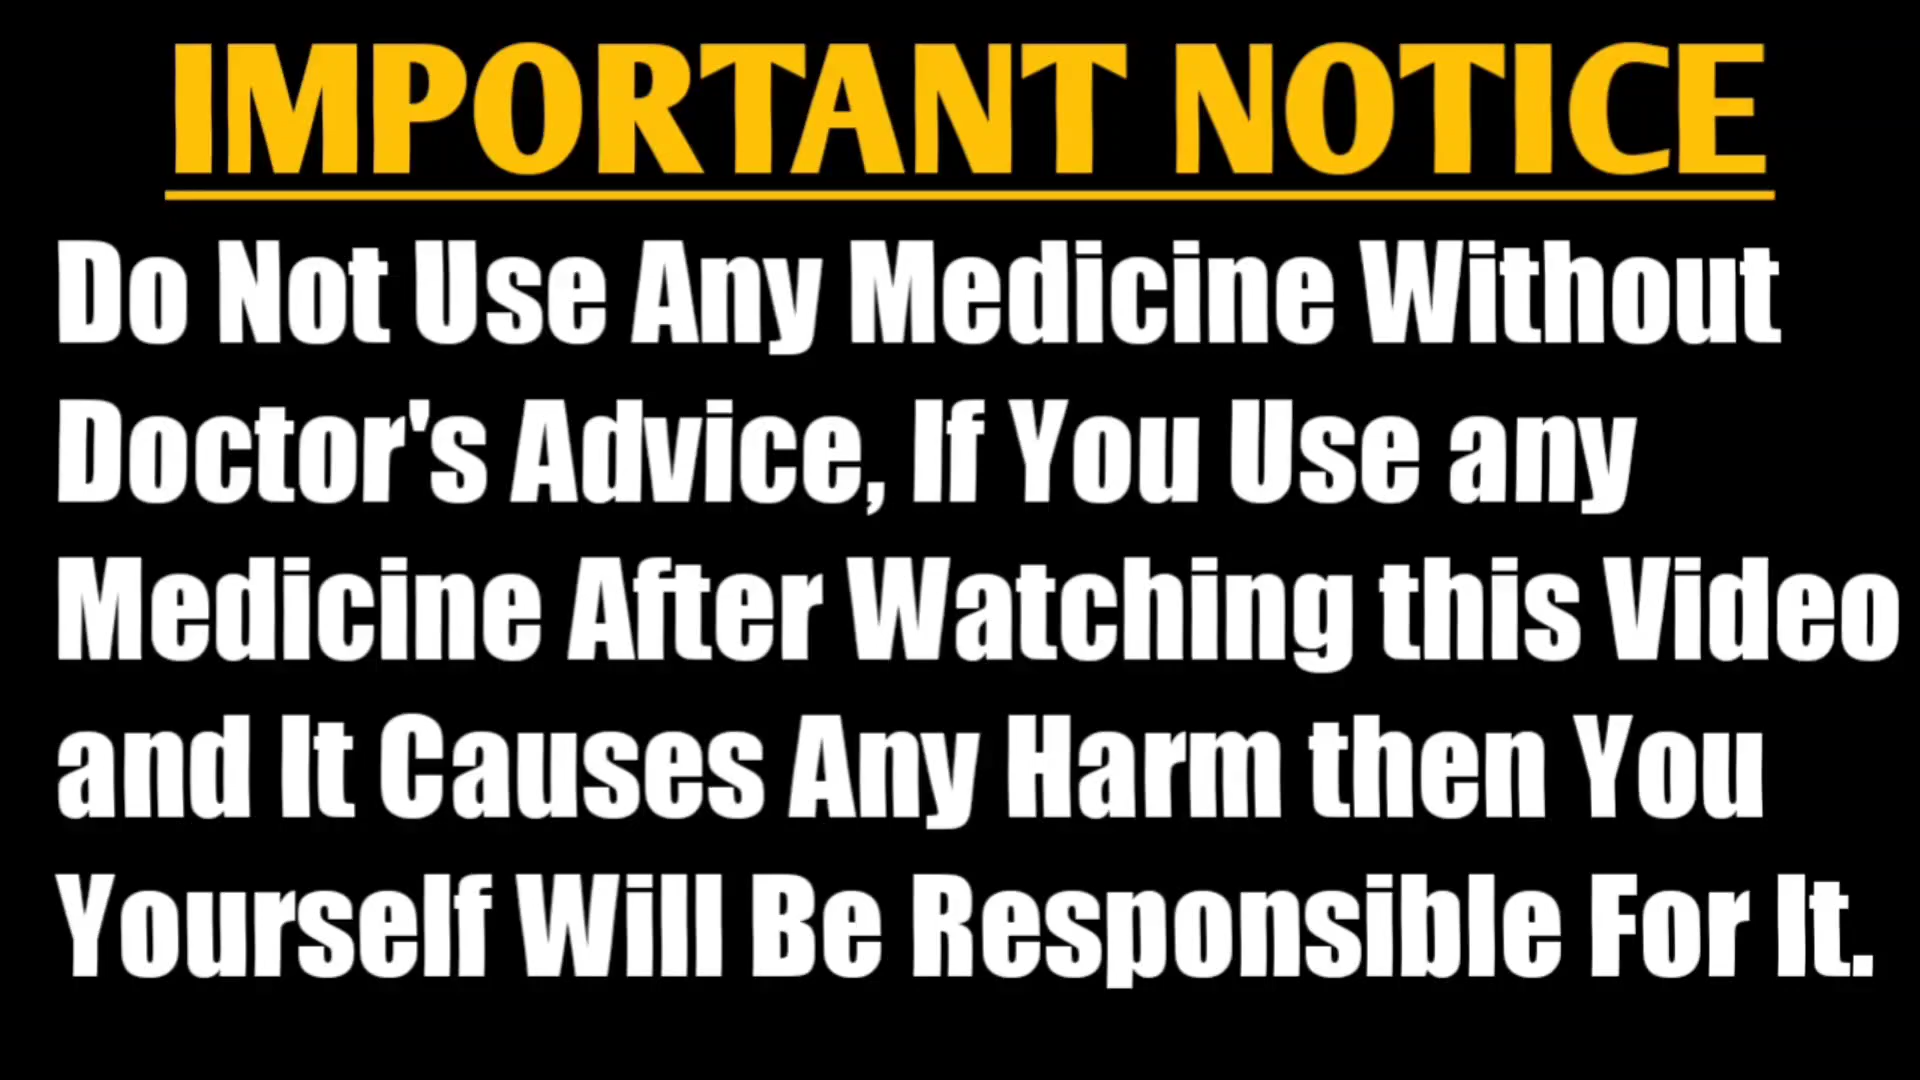 IMPORTANT NOTICE
Do Not Use Any Medicine Without
Doctor's Advice, If You Use any
Medicine After Watching this Video
and It Causes Any Harm then You
Yourself Will Be Responsible For It.